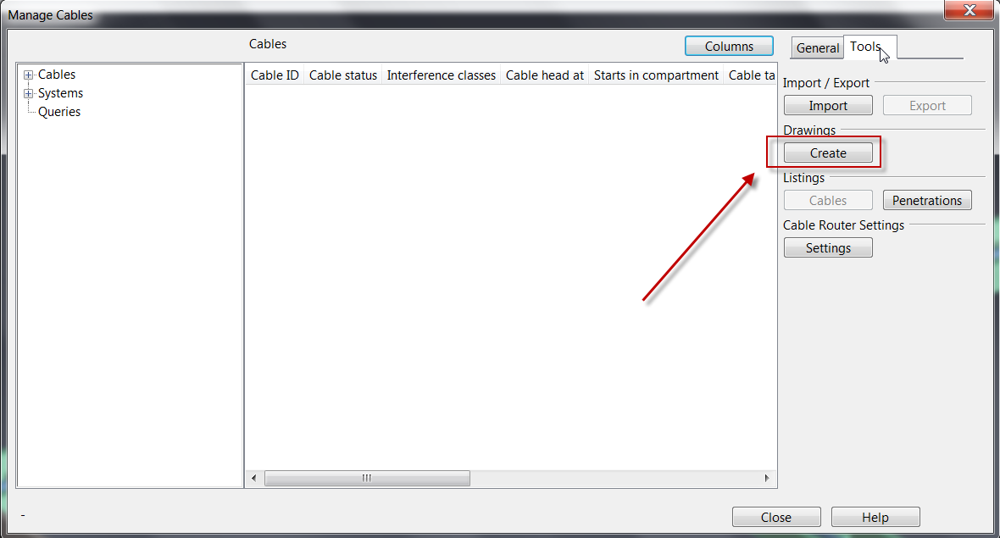 Manage Cables
Cables
Columns
General
Tools
Cables
Systems
Queries
Cable ID
Cable status
Interference classes
Cable head at
Starts in compartment
Cable ta
Import / Export
Import
Export
Drawings
Create
Listings
Cables
Penetrations
Cable Router Settings
Settings
-
Close
Help